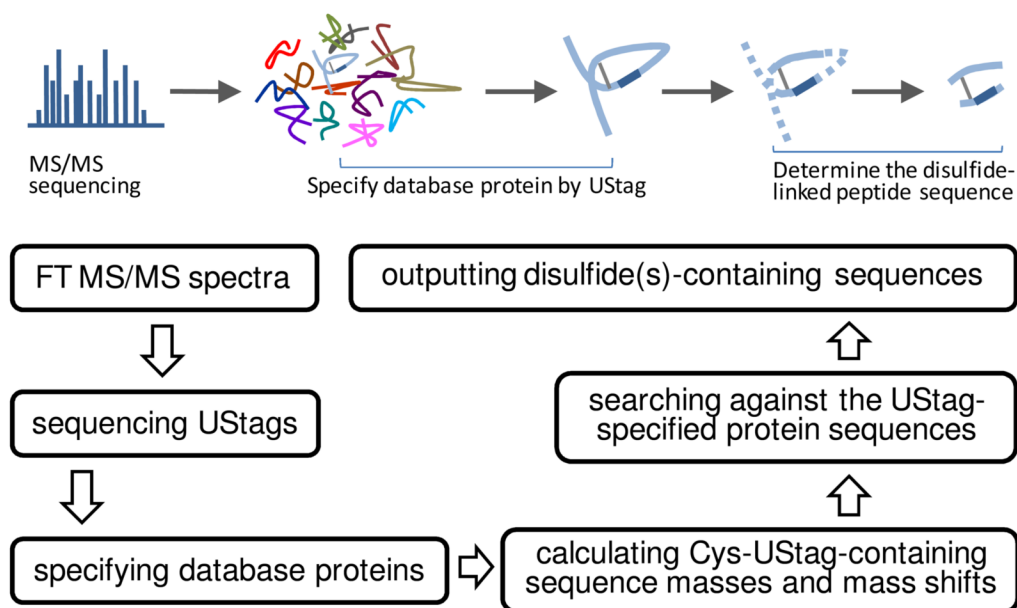 MS/MS
sequencing
Specify database protein by UStag
Determine the disulfide-
linked peptide sequence
FT MS/MS spectra
outputting disulfide(s)-containing sequences
sequencing UStags
searching against the UStag-
specified protein sequences
specifying database proteins
calculating Cys-UStag-containing
sequence masses and mass shifts